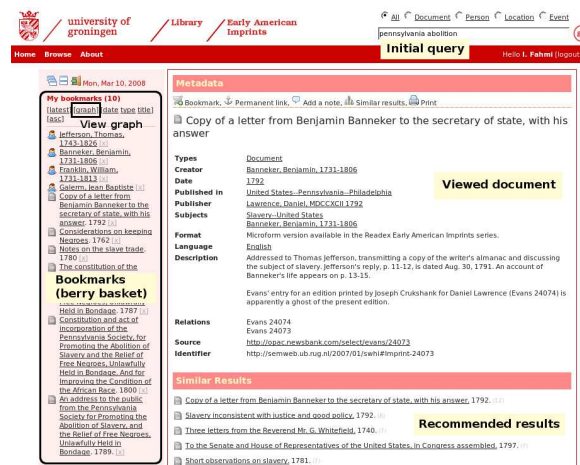 university of
groningen
Library
Early American
Imprints
All Document Person Location Event
pennsylvania abolition
Initial query
Home Browse About
Hello I. Fahmi [logout
Mon, Mar 10, 2008
My bookmarks (10)
[latest] [graph] [date type title]
[asc]
View graph
Jefferson, Thomas,
1743-1826 [x]
Banneker, Benjamin,
1731-1806 [x]
Franklin, William,
1731-1813 [x]
Galerm, Jean Baptiste [x]
Copy of a letter from
Benjamin Banneker to the
secretary of state, with his
answer. 1792 [x]
Considerations on keeping
Negroes. 1762 [x]
Notes on the slave trade.
1780 [x]
The constitution of the
Bookmarks
(berry basket)
Free Negroes, Unlawfully
Held in Bondage. 1787 [x]
Constitution and act of
incorporation of the
Pennsylvania Society, for
Promoting the Abolition of
Slavery and the Relief of
Free Negroes, Unlawfully
Held in Bondage. And for
Improving the Condition of
the African Race. 1800 [x]
An address to the public
from the Pennsylvania
Society for Promoting the
Abolition of Slavery, and
the Relief of Free Negroes,
Unlawfully Held in
Bondage. 1789. [x]
Metadata
Bookmark, Permanent link, Add a note, Similar results, Print
Copy of a letter from Benjamin Banneker to the secretary of state, with his
answer
Types Document
Creator Banneker, Benjamin, 1731-1806
Date 1792
Published in United States--Pennsylvania--Philadelphia
Publisher Lawrence, Daniel, MDCCXCII 1792
Subjects Slavery--United States
Banneker, Benjamin, 1731-1806
Viewed document
Format Microform version available in the Readex Early American Imprints series.
Language English
Description Addressed to Thomas Jefferson, transmitting a copy of the writer's almanac and discussing
the subject of slavery. Jefferson's reply, p. 11-12, is dated Aug. 30, 1791. An account of
Banneker's life appears on p. 13-15.
Evans' entry for an edition printed by Joseph Crukshank for Daniel Lawrence (Evans 24074) is
apparently a ghost of the present edition.
Relations Evans 24074
Evans 24073
Source http://opac.newsbank.com/select/evans/24073
Identifier http://semweb.ub.rug.nl/2007/01/swhi#Imprint-24073
Similar Results
Copy of a letter from Benjamin Banneker to the secretary of state, with his answer, 1792. (12)
Slavery inconsistent with justice and good policy, 1792.
Three letters from the Reverend Mr. G. Whitefield, 1740.
Recommended results
To the Senate and House of Representatives of the United States, in Congress assembled, 1797.
Short observations on slavery, 1781.